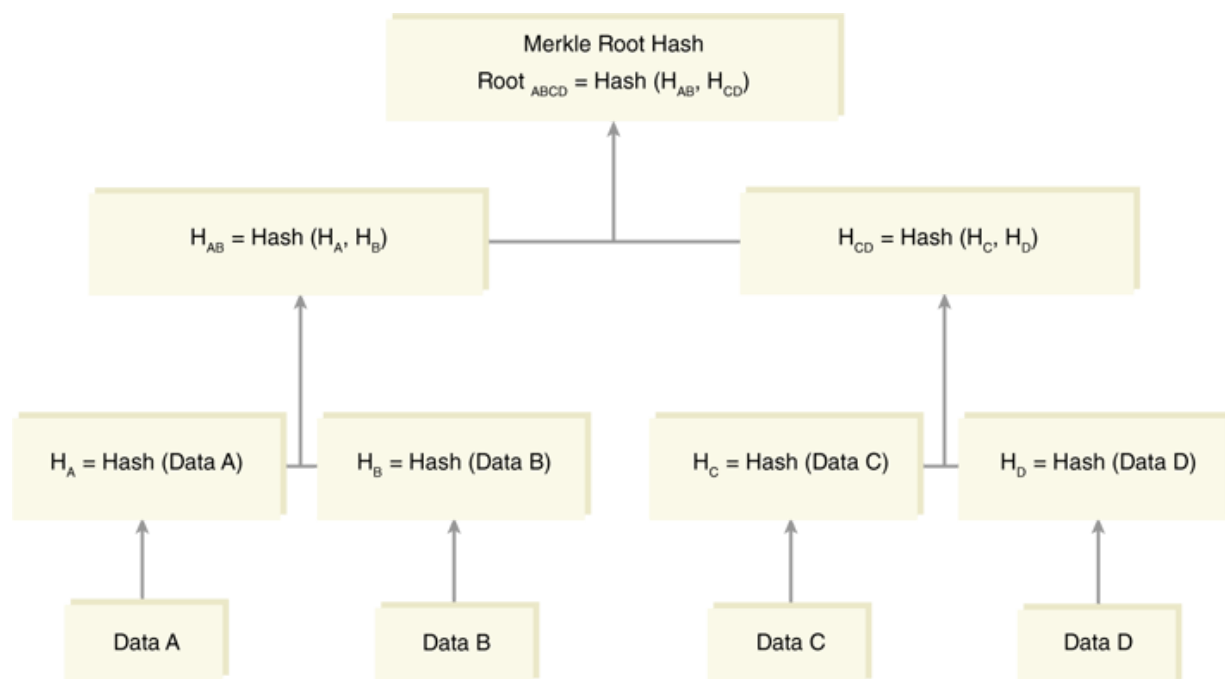 Merkle Root Hash
Root ABCD = Hash (HAB, HCD)
HAB = Hash (HA, HB)
HCD = Hash (HC, HD)
HA = Hash (Data A)
HB = Hash (Data B)
HC = Hash (Data C)
HD = Hash (Data D)
Data A
Data B
Data C
Data D